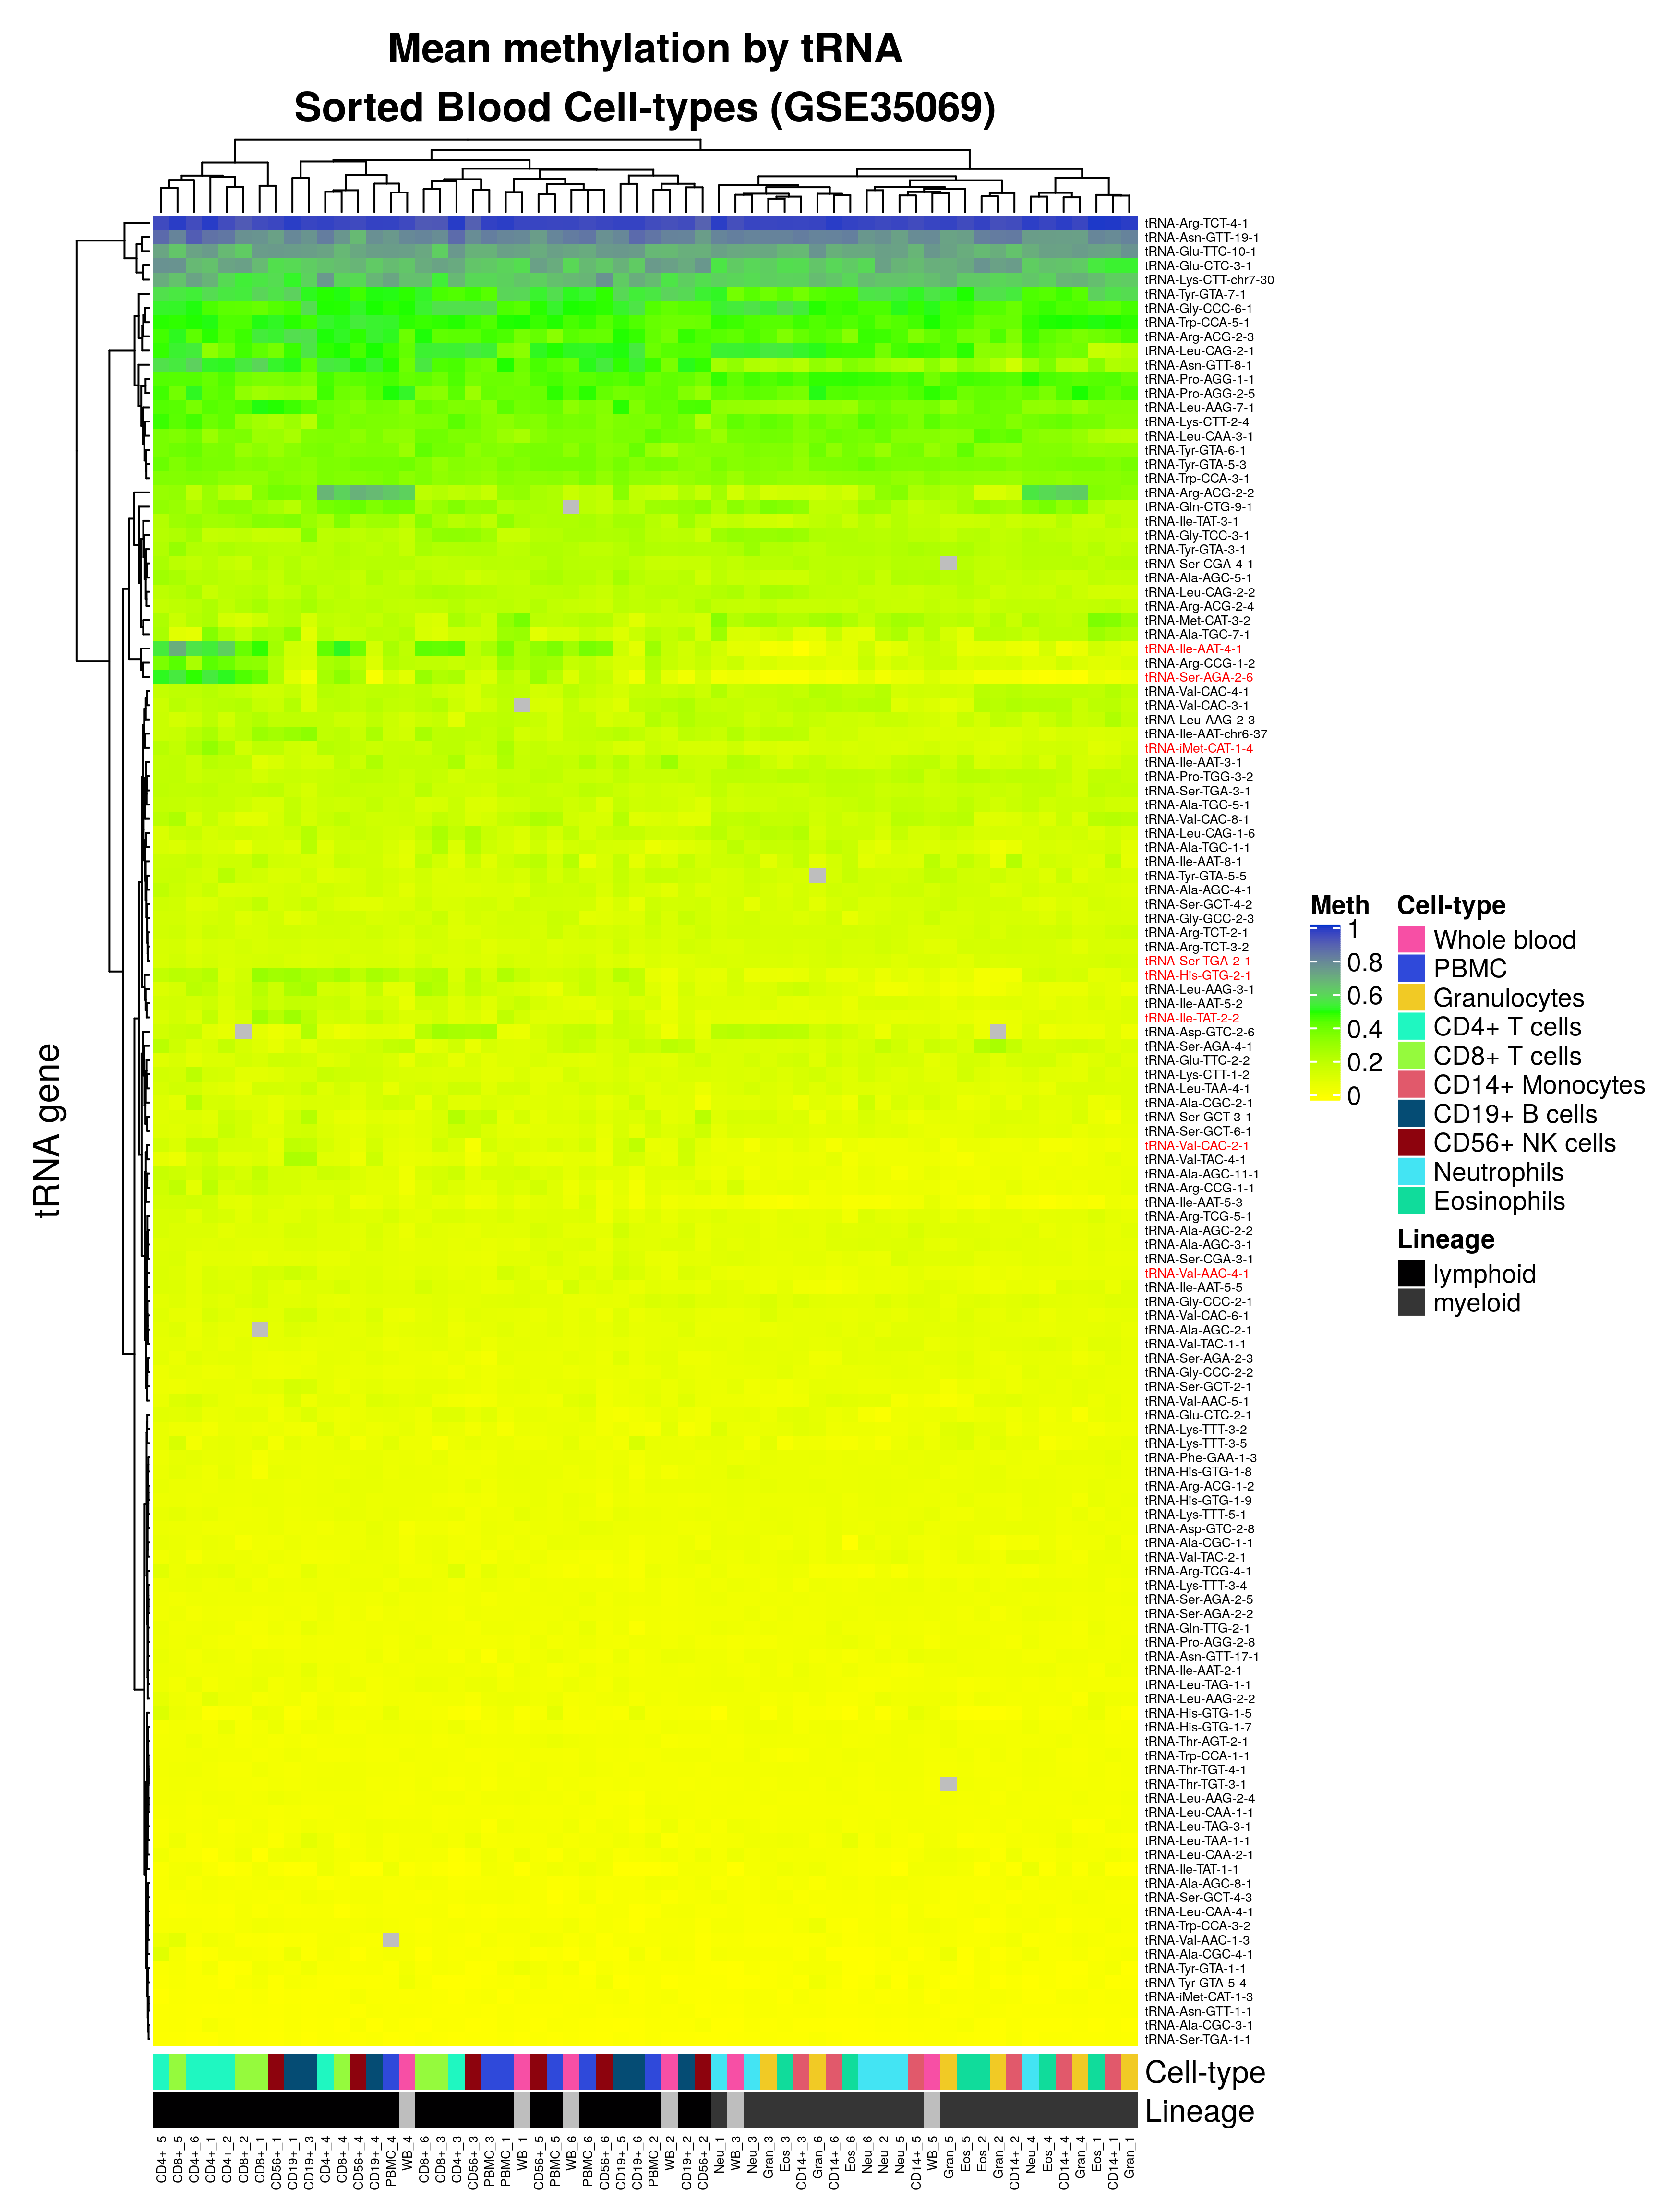 Mean methylation by tRNA
Sorted Blood Cell-types (GSE35069)
tRNA-Arg-TCT-4-1
tRNA-Asn-GTT-19-1
tRNA-Glu-TTC-10-1
tRNA-Glu-CTC-3-1
tRNA-Lys-CTT-chr7-30
tRNA-Tyr-GTA-7-1
tRNA-Gly-CCC-6-1
tRNA-Trp-CCA-5-1
tRNA-Arg-ACG-2-3
tRNA-Leu-CAG-2-1
tRNA-Asn-GTT-8-1
tRNA-Pro-AGG-1-1
tRNA-Pro-AGG-2-5
tRNA-Leu-AAG-7-1
tRNA-Lys-CTT-2-4
tRNA-Leu-CAA-3-1
tRNA-Tyr-GTA-6-1
tRNA-Tyr-GTA-5-3
tRNA-Trp-CCA-3-1
tRNA-Arg-ACG-2-2
tRNA-Gln-CTG-9-1
tRNA-Ile-TAT-3-1
tRNA-Gly-TCC-3-1
tRNA-Tyr-GTA-3-1
tRNA-Ser-CGA-4-1
tRNA-Ala-AGC-5-1
tRNA-Leu-CAG-2-2
tRNA-Arg-ACG-2-4
tRNA-Met-CAT-3-2
tRNA-Ala-TGC-7-1
tRNA-Ile-AAT-4-1
tRNA-Arg-CCG-1-2
tRNA-Ser-AGA-2-6
tRNA-Val-CAC-4-1
tRNA-Val-CAC-3-1
tRNA-Leu-AAG-2-3
tRNA-Ile-AAT-chr6-37
tRNA-iMet-CAT-1-4
tRNA-Ile-AAT-3-1
tRNA-Pro-TGG-3-2
tRNA-Ser-TGA-3-1
tRNA-Ala-TGC-5-1
tRNA-Val-CAC-8-1
tRNA-Leu-CAG-1-6
tRNA-Ala-TGC-1-1
tRNA-Ile-AAT-8-1
tRNA-Tyr-GTA-5-5
tRNA-Ala-AGC-4-1
tRNA-Ser-GCT-4-2
tRNA-Gly-GCC-2-3
tRNA-Arg-TCT-2-1
tRNA-Arg-TCT-3-2
tRNA-Ser-TGA-2-1
tRNA-His-GTG-2-1
tRNA-Leu-AAG-3-1
tRNA-Ile-AAT-5-2
tRNA-Ile-TAT-2-2
tRNA-Asp-GTC-2-6
tRNA-Ser-AGA-4-1
tRNA-Glu-TTC-2-2
tRNA-Lys-CTT-1-2
tRNA-Leu-TAA-4-1
tRNA-Ala-CGC-2-1
tRNA-Ser-GCT-3-1
tRNA-Ser-GCT-6-1
tRNA-Val-CAC-2-1
tRNA-Val-TAC-4-1
tRNA-Ala-AGC-11-1
tRNA-Arg-CCG-1-1
tRNA-Ile-AAT-5-3
tRNA-Arg-TCG-5-1
tRNA-Ala-AGC-2-2
tRNA-Ala-AGC-3-1
tRNA-Ser-CGA-3-1
tRNA-Val-AAC-4-1
tRNA-Ile-AAT-5-5
tRNA-Gly-CCC-2-1
tRNA-Val-CAC-6-1
tRNA-Ala-AGC-2-1
tRNA-Val-TAC-1-1
tRNA-Ser-AGA-2-3
tRNA-Gly-CCC-2-2
tRNA-Ser-GCT-2-1
tRNA-Val-AAC-5-1
tRNA-Glu-CTC-2-1
tRNA-Lys-TTT-3-2
tRNA-Lys-TTT-3-5
tRNA-Phe-GAA-1-3
tRNA-His-GTG-1-8
tRNA-Arg-ACG-1-2
tRNA-His-GTG-1-9
tRNA-Lys-TTT-5-1
tRNA-Asp-GTC-2-8
tRNA-Ala-CGC-1-1
tRNA-Val-TAC-2-1
tRNA-Arg-TCG-4-1
tRNA-Lys-TTT-3-4
tRNA-Ser-AGA-2-5
tRNA-Ser-AGA-2-2
tRNA-Gln-TTG-2-1
tRNA-Pro-AGG-2-8
tRNA-Asn-GTT-17-1
tRNA-Ile-AAT-2-1
tRNA-Leu-TAG-1-1
tRNA-Leu-AAG-2-2
tRNA-His-GTG-1-5
tRNA-His-GTG-1-7
tRNA-Thr-AGT-2-1
tRNA-Trp-CCA-1-1
tRNA-Thr-TGT-4-1
tRNA-Thr-TGT-3-1
tRNA-Leu-AAG-2-4
tRNA-Leu-CAA-1-1
tRNA-Leu-TAG-3-1
tRNA-Leu-TAA-1-1
tRNA-Leu-CAA-2-1
tRNA-Ile-TAT-1-1
tRNA-Ala-AGC-8-1
tRNA-Ser-GCT-4-3
tRNA-Leu-CAA-4-1
tRNA-Trp-CCA-3-2
tRNA-Val-AAC-1-3
tRNA-Ala-CGC-4-1
tRNA-Tyr-GTA-1-1
tRNA-Tyr-GTA-5-4
tRNA-iMet-CAT-1-3
tRNA-Asn-GTT-1-1
tRNA-Ala-CGC-3-1
tRNA-Ser-TGA-1-1
tRNA gene
Meth
1
0.8
0.6
0.4
0.2
0
Cell-type
Whole blood
PBMC
Granulocytes
CD4+ T cells
CD8+ T cells
CD14+ Monocytes
CD19+ B cells
CD56+ NK cells
Neutrophils
Eosinophils
Lineage
lymphoid
myeloid
Cell-type
Lineage
CD4+_5
CD8+_5
CD4+_6
CD4+_1
CD4+_2
CD8+_2
CD8+_1
CD56+_1
CD19+_1
CD19+_3
CD4+_4
CD8+_4
CD56+_4
CD19+_4
PBMC_4
WB_4
CD8+_6
CD8+_3
CD4+_3
CD56+_3
PBMC_3
PBMC_1
WB_1
CD56+_5
PBMC_5
WB_6
PBMC_6
CD56+_6
CD19+_5
CD19+_6
PBMC_2
WB_2
CD19+_2
CD56+_2
Neu_1
WB_3
Neu_3
Gran_3
Eos_3
CD14+_3
Gran_6
CD14+_6
Eos_6
Neu_6
Neu_2
Neu_5
CD14+_5
WB_5
Gran_5
Eos_5
Eos_2
Gran_2
CD14+_2
Neu_4
Eos_4
CD14+_4
Gran_4
Eos_1
CD14+_1
Gran_1